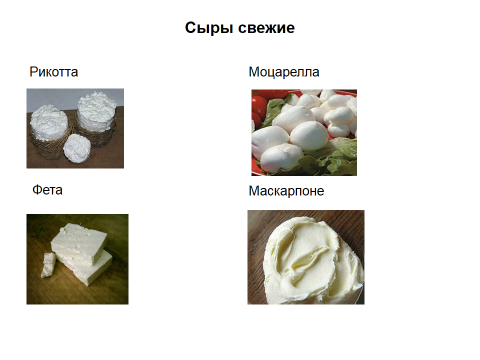 Сыры свежие
Рикотта
Моцарелла
Фета
Маскарпоне